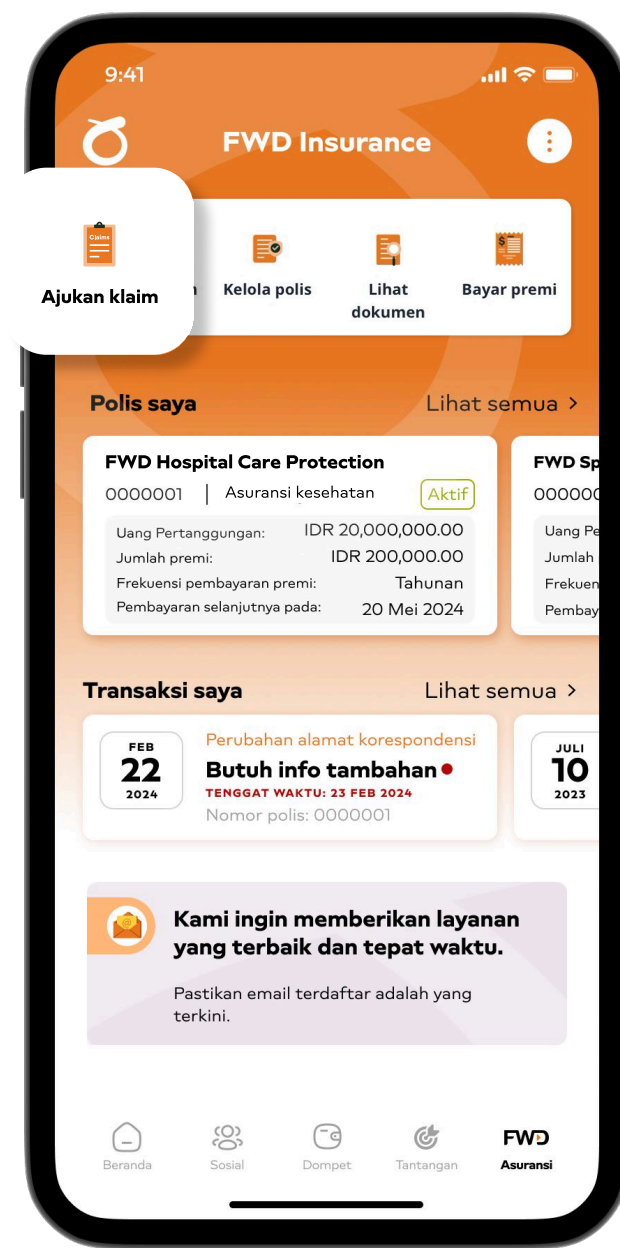 9:41
FWD Insurance
Claims
Ajukan klaim
Kelola polis
Lihat
dokumen
Bayar premi
Polis saya
Lihat semua >
FWD Hospital Care Protection
0000001 | Asuransi kesehatan
Aktif
Uang Pertanggungan: IDR 20,000,000.00
Jumlah premi: IDR 200,000.00
Frekuensi pembayaran premi: Tahunan
Pembayaran selanjutnya pada: 20 Mei 2024
FWD Sp
000000
Uang Pe
Jumlah
Frekuen
Pembay
Transaksi saya
Lihat semua >
FEB
22
2024
Perubahan alamat korespondensi
Butuh info tambahan
TENGGAT WAKTU: 23 FEB 2024
Nomor polis: 0000001
JULI
10
2023
Kami ingin memberikan layanan
yang terbaik dan tepat waktu.
Pastikan email terdaftar adalah yang
terkini.
Beranda
Sosial
Dompet
Tantangan
FWD
Asuransi